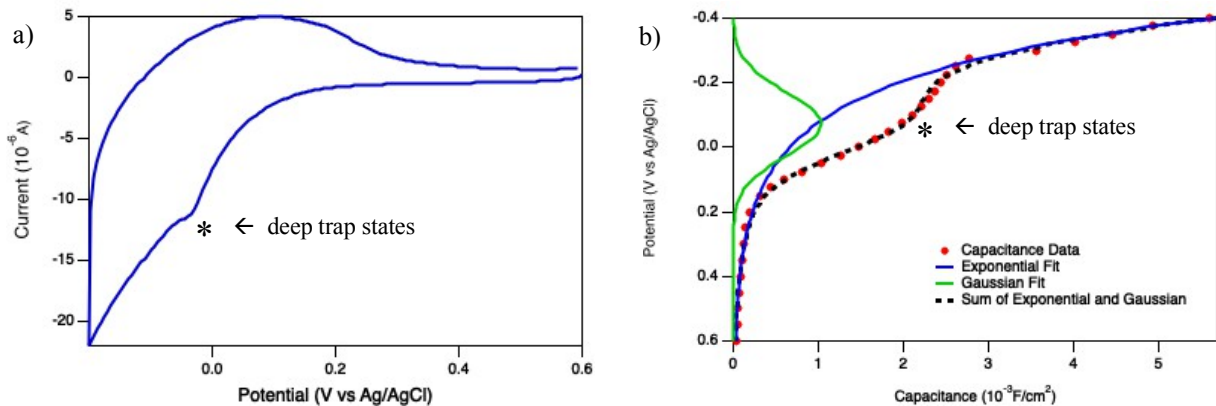 a)
5
0
-5
-10
-15
-20
Current (10⁻⁶A)
* ← deep trap states
0.0 0.2 0.4 0.6
Potential (V vs Ag/AgCl)
b)
-0.4
-0.2
0.0
0.2
0.4
0.6
Potential (V vs Ag/AgCl)
* ← deep trap states
Capacitance Data
Exponential Fit
Gaussian Fit
Sum of Exponential and Gaussian
0 1 2 3 4 5
Capacitance (10⁻³F/cm²)